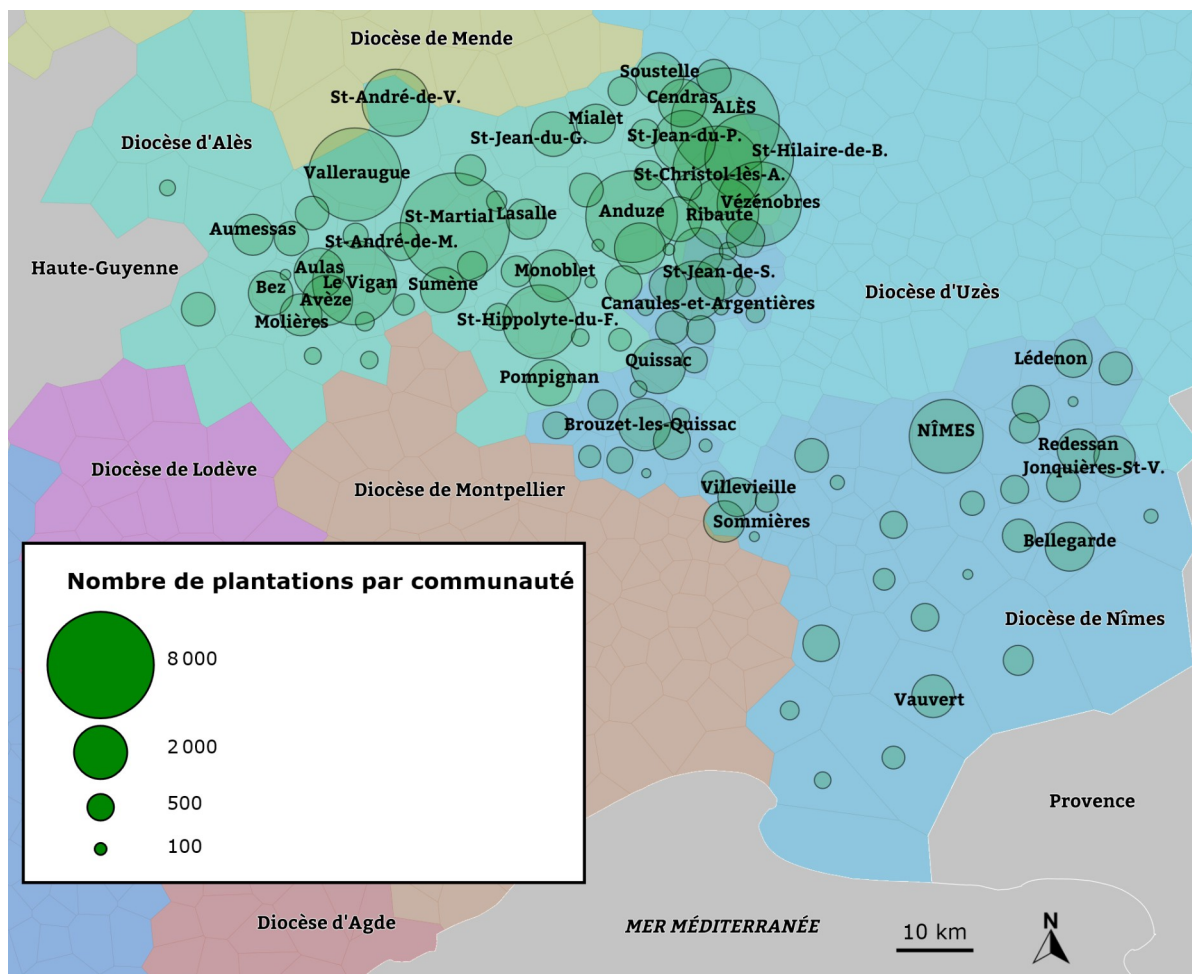 Diocèse de Mende
Soustelle
St-André-de-V.
Cendras
ALÈS
Mialet
Diocèse d'Alès
St-Jean-du-G.
St-Jean-du-P.
St-Hilaire-de-B.
Valleraugue
St-Christol-lès-A.
Vézénobres
St-Martial
Lasalle
Anduze
Ribaute
Aumessas
St-André-de-M.
Haute-Guyenne
Aulas
Monoblet
St-Jean-de-S.
Bez
Le Vigan
Sumène
Diocèse d'Uzès
Avèze
Canaules-et-Argentières
Molières
St-Hippolyte-du-F.
Lédenon
Quissac
Pompignan
Brouzet-les-Quissac
NÎMES
Redessan
Diocèse de Lodève
Jonquières-St-V.
Diocèse de Montpellier
Villevieille
Sommières
Bellegarde
Nombre de plantations par communauté
8 000
2 000
500
100
Diocèse de Nîmes
Vauvert
Provence
Diocèse d'Agde
MER MÉDITERRANÉE
10 km
N